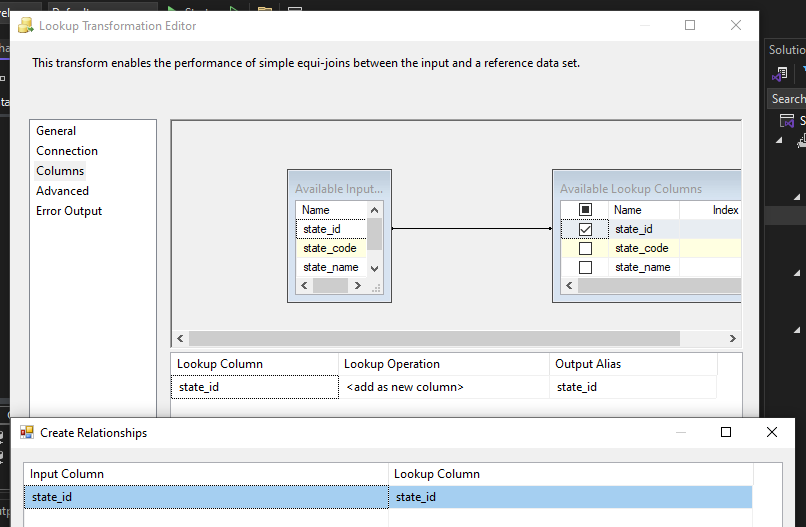 Lookup Transformation Editor
This transform enables the performance of simple equi-joins between the input and a reference data set.
Solutio
Search
General
Connection
Columns
Advanced
Error Output
Available Input...
Name
state_id
state_code
state_name
Available Lookup Columns
Name Index
state_id
state_code
state_name
Lookup Column Lookup Operation Output Alias
state_id <add as new column> state_id
Create Relationships
Input Column Lookup Column
state_id state_id